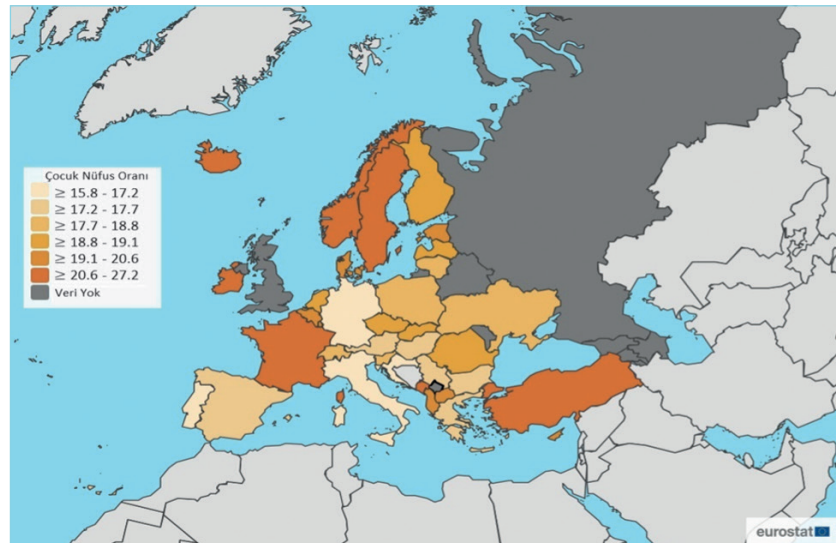 Çocuk Nüfus Oranı
≥ 15.8 - 17.2
≥ 17.2 - 17.7
≥ 17.7 - 18.8
≥ 18.8 - 19.1
≥ 19.1 - 20.6
≥ 20.6 - 27.2
Veri Yok
eurostat